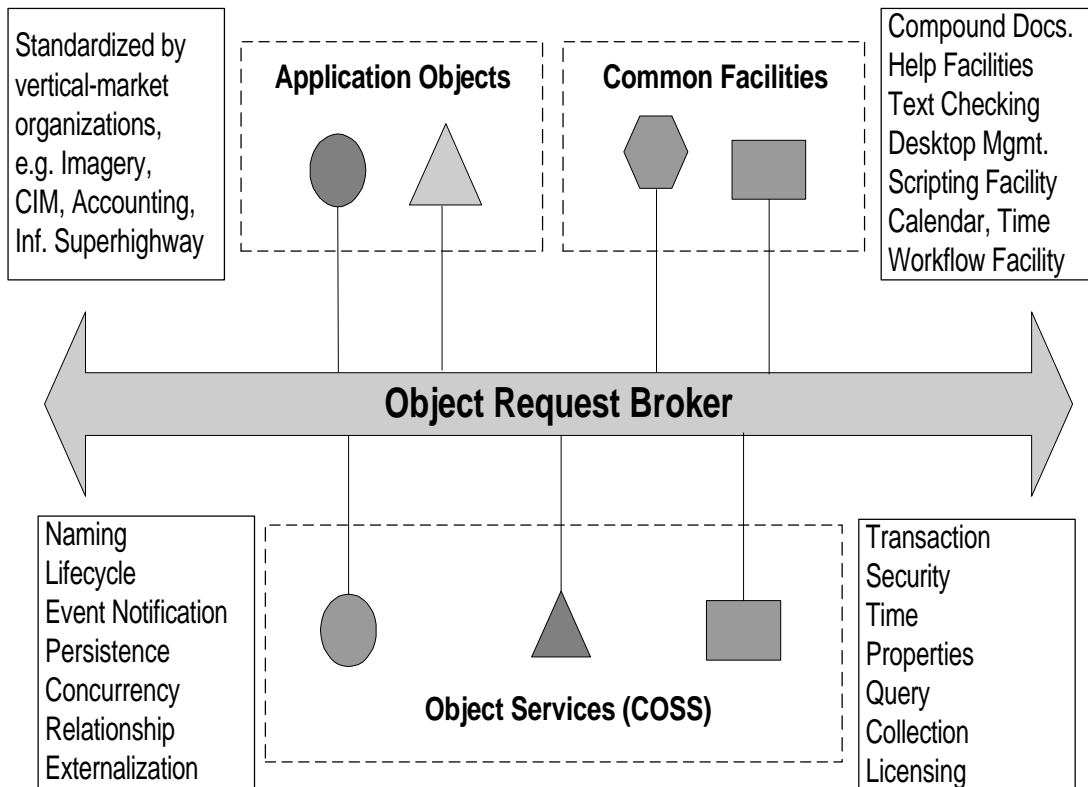 Standardized by
vertical-market
organizations,
e.g. Imagery,
CIM, Accounting,
Inf. Superhighway
Application Objects
Common Facilities
Compound Docs.
Help Facilities
Text Checking
Desktop Mgmt.
Scripting Facility
Calendar, Time
Workflow Facility
Object Request Broker
Naming
Lifecycle
Event Notification
Persistence
Concurrency
Relationship
Externalization
Object Services (COSS)
Transaction
Security
Time
Properties
Query
Collection
Licensing